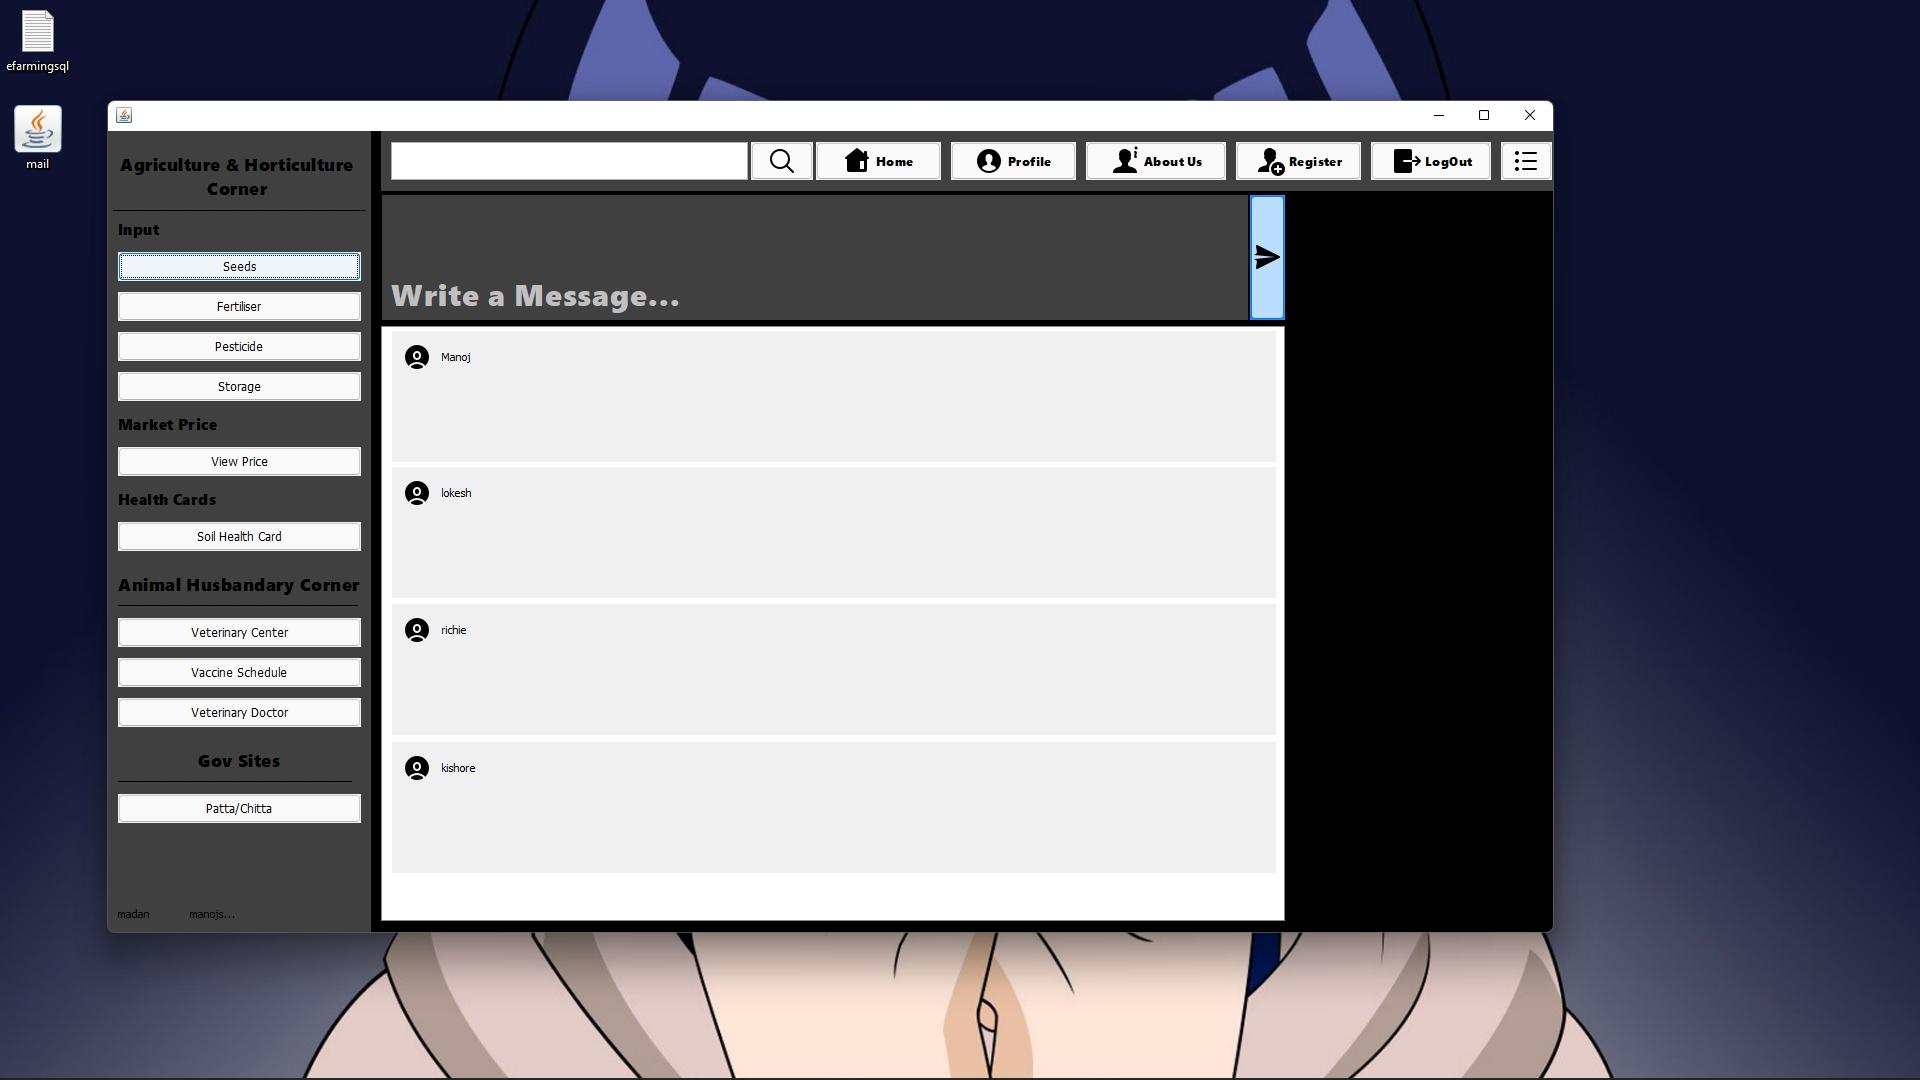 efarmingsql
mail
Agriculture & Horticulture
Corner
Input
Seeds
Fertiliser
Pesticide
Storage
Market Price
View Price
Health Cards
Soil Health Card
Animal Husbandary Corner
Veterinary Center
Vaccine Schedule
Veterinary Doctor
Gov Sites
Patta/Chitta
madan manojs...
Home Profile About Us Register LogOut
Write a Message...
Manoj
lokesh
richie
kishore